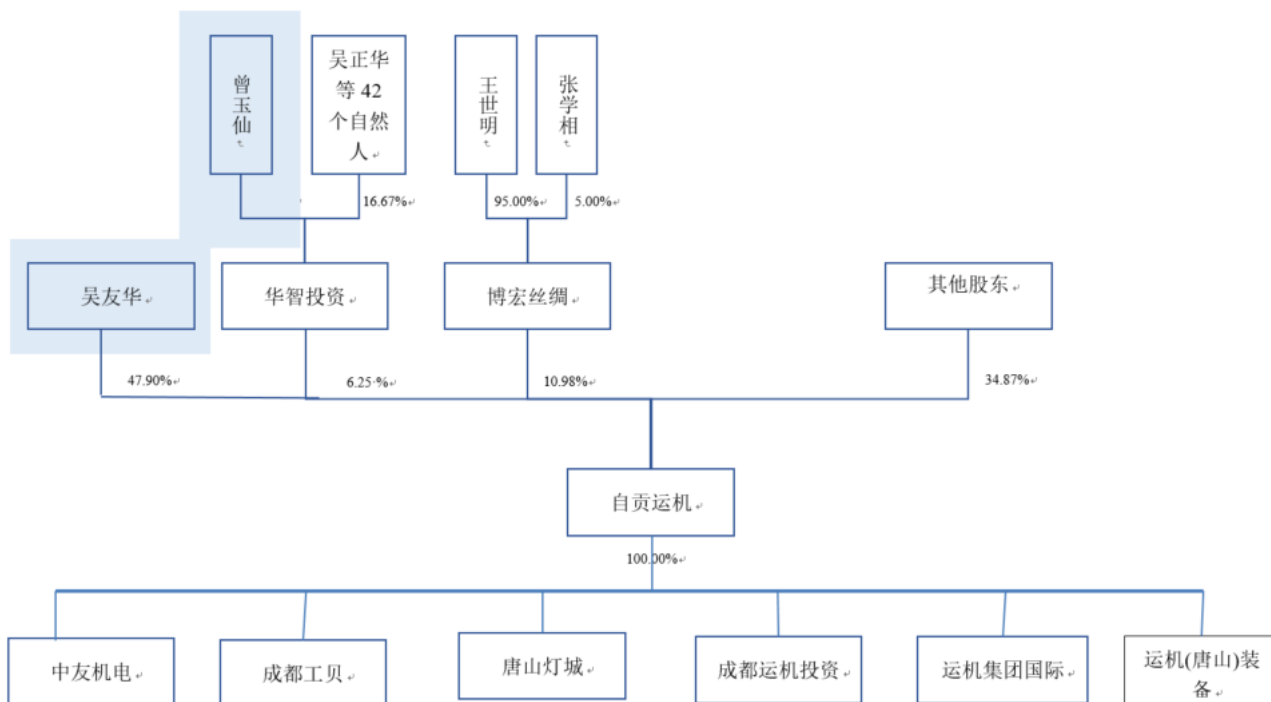 曾玉仙
吴正华
等 42
个自然
人
王世明
张学相
16.67%
95.00%
5.00%
吴友华
华智投资
博宏丝绸
其他股东
47.90%
6.25·%
10.98%
34.87%
自贡运机
100.00%
中友机电
成都工贝
唐山灯城
成都运机投资
运机集团国际
运机(唐山)装
备